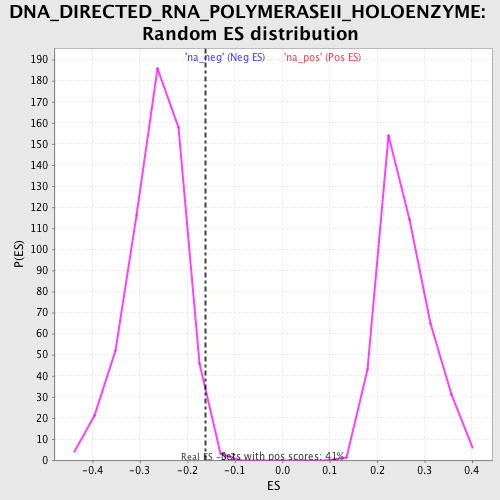 DNA_DIRECTED_RNA_POLYMERASEII_HOLOENZYME:
Random ES distribution
'na_neg' (Neg ES) 'na_pos' (Pos ES)
190
180
170
160
150
140
130
120
110
100
90
80
70
60
50
40
30
20
10
0
P(ES)
Real ES
with pos scores: 41%
-0.4 -0.3 -0.2 -0.1 0.0 0.1 0.2 0.3 0.4
ES